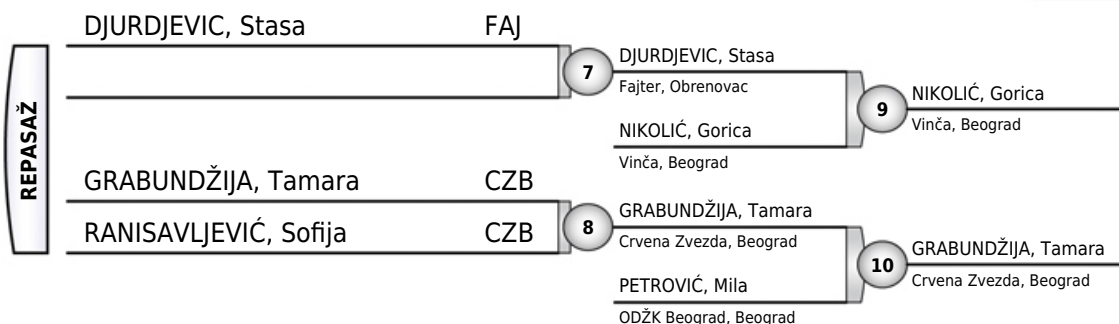 REPASAŽ
DJURDJEVIC, Stasa FAJ
7
DJURDJEVIC, Stasa
Fajter, Obrenovac
NIKOLIĆ, Gorica
Vinča, Beograd
9
NIKOLIĆ, Gorica
Vinča, Beograd
GRABUNDŽIJA, Tamara CZB
RANISAVLJEVIĆ, Sofija CZB
8
GRABUNDŽIJA, Tamara
Crvena Zvezda, Beograd
PETROVIĆ, Mila
ODŽK Beograd, Beograd
10
GRABUNDŽIJA, Tamara
Crvena Zvezda, Beograd